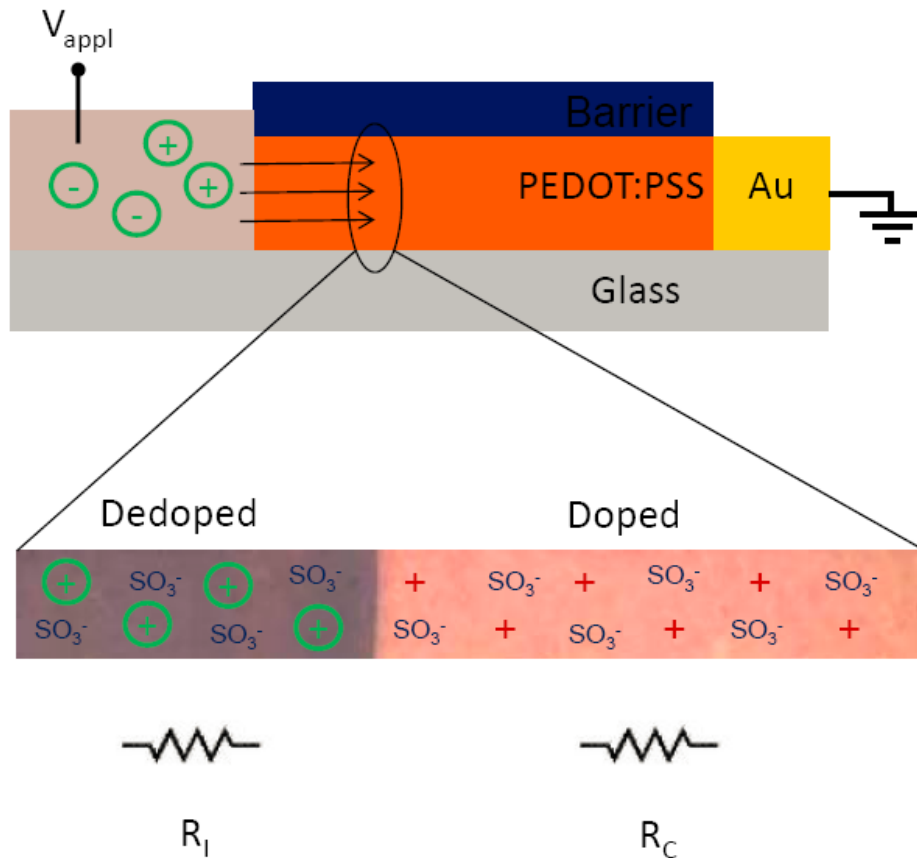 V_appl
Barrier
+
- + PEDOT:PSS Au
-
Glass
Dedoped Doped
+ SO₃⁻ + SO₃⁻ + SO₃⁻ + SO₃⁻ + SO₃⁻
SO₃⁻ + SO₃⁻ + SO₃⁻ + SO₃⁻ + SO₃⁻ +
R_I R_C